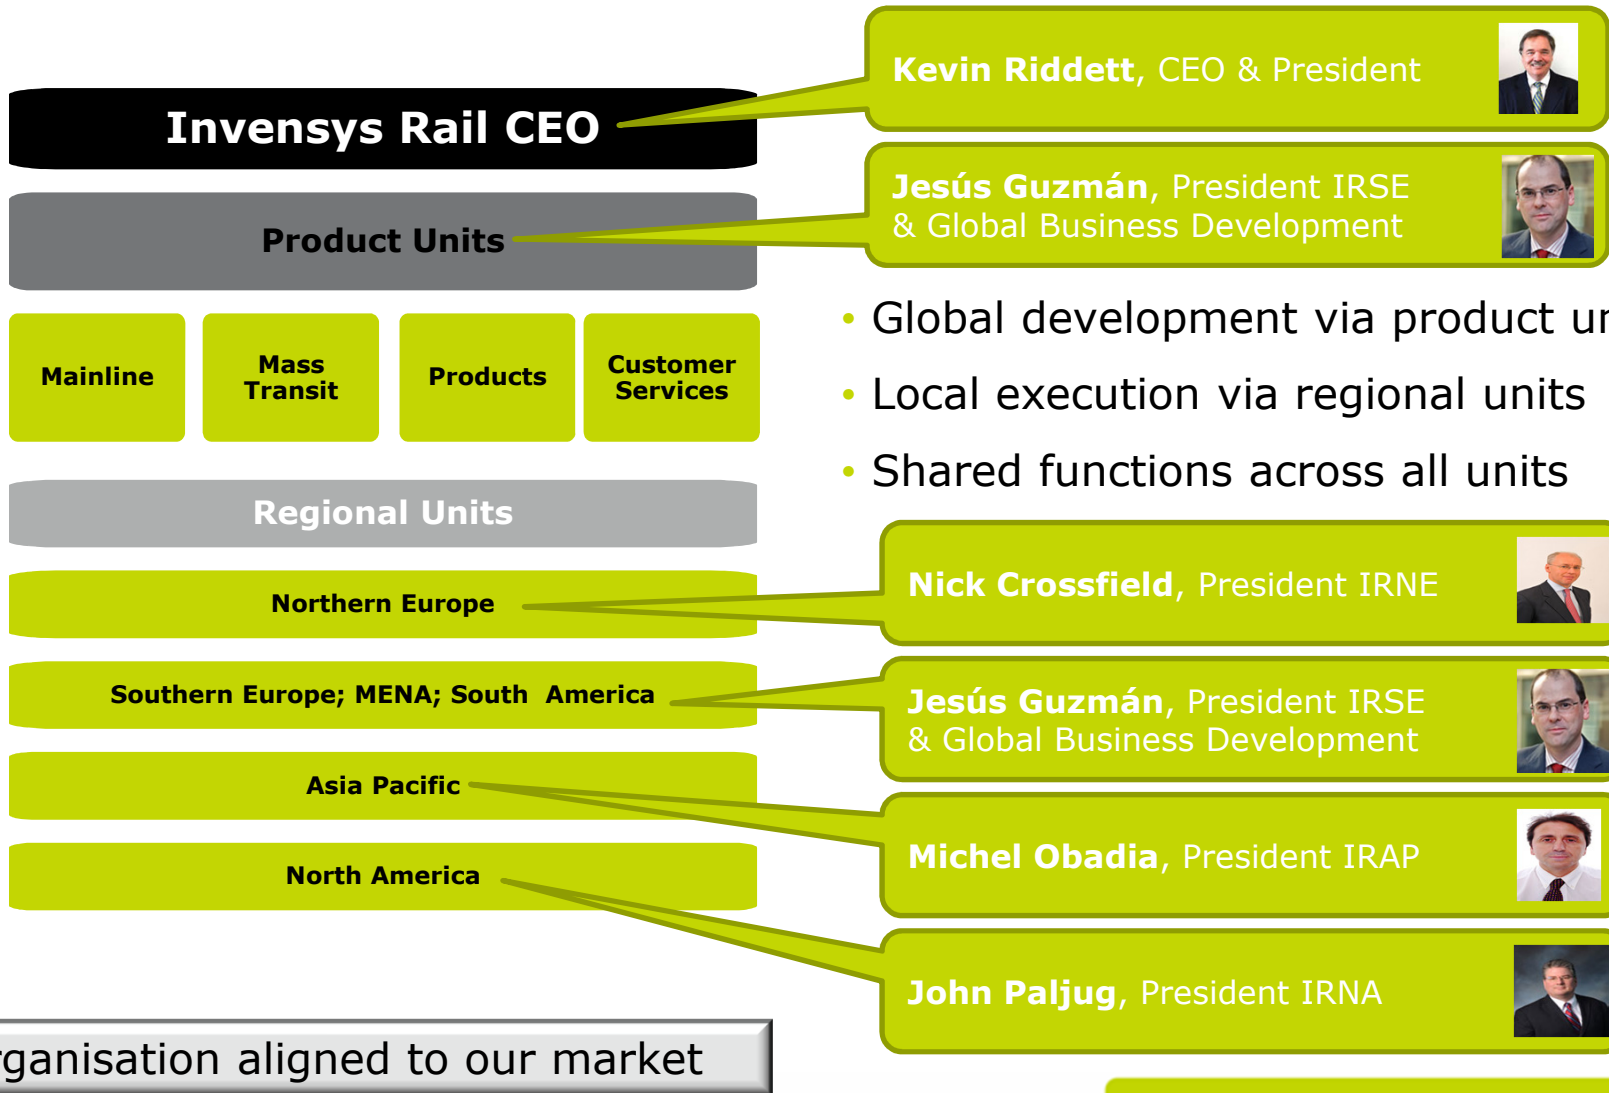 Invensys Rail CEO
Kevin Riddett, CEO & President
Product Units
Jesús Guzmán, President IRSE
& Global Business Development
Mainline
Mass
Transit
Products
Customer
Services
• Global development via product
• Local execution via regional units
• Shared functions across all units
Regional Units
Northern Europe
Nick Crossfield, President IRNE
Southern Europe; MENA; South America
Jesús Guzmán, President IRSE
& Global Business Development
Asia Pacific
Michel Obadia, President IRAP
North America
John Paljug, President IRNA
aligned to our market